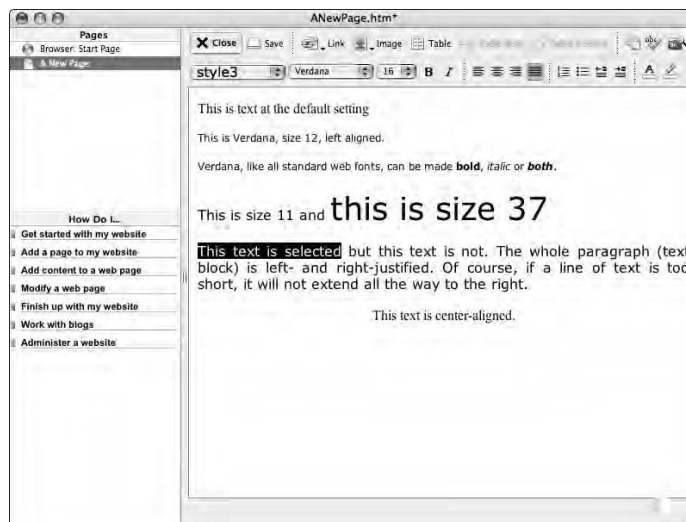 ANewPage.htm*
Pages
Browser: Start Page
A New Page
Close Save Link Image Table
style3 Verdana 16 B I
This is text at the default setting
This is Verdana, size 12, left aligned.
Verdana, like all standard web fonts, can be made bold, italic or both.
This is size 11 and this is size 37
This text is selected but this text is not. The whole paragraph (text
block) is left- and right-justified. Of course, if a line of text is too
short, it will not extend all the way to the right.
This text is center-aligned.
How Do I...
Get started with my website
Add a page to my website
Add content to a web page
Modify a web page
Finish up with my website
Work with blogs
Administer a website